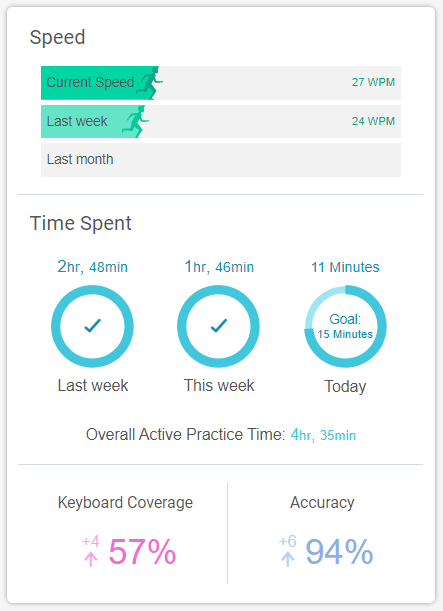 Speed
Current Speed 27 WPM
Last week 24 WPM
Last month
Time Spent
2hr, 48min 1hr, 46min 11 Minutes
Goal:
15 Minutes
Last week This week Today
Overall Active Practice Time: 4hr, 35min
Keyboard Coverage Accuracy
+4 57% +6 94%